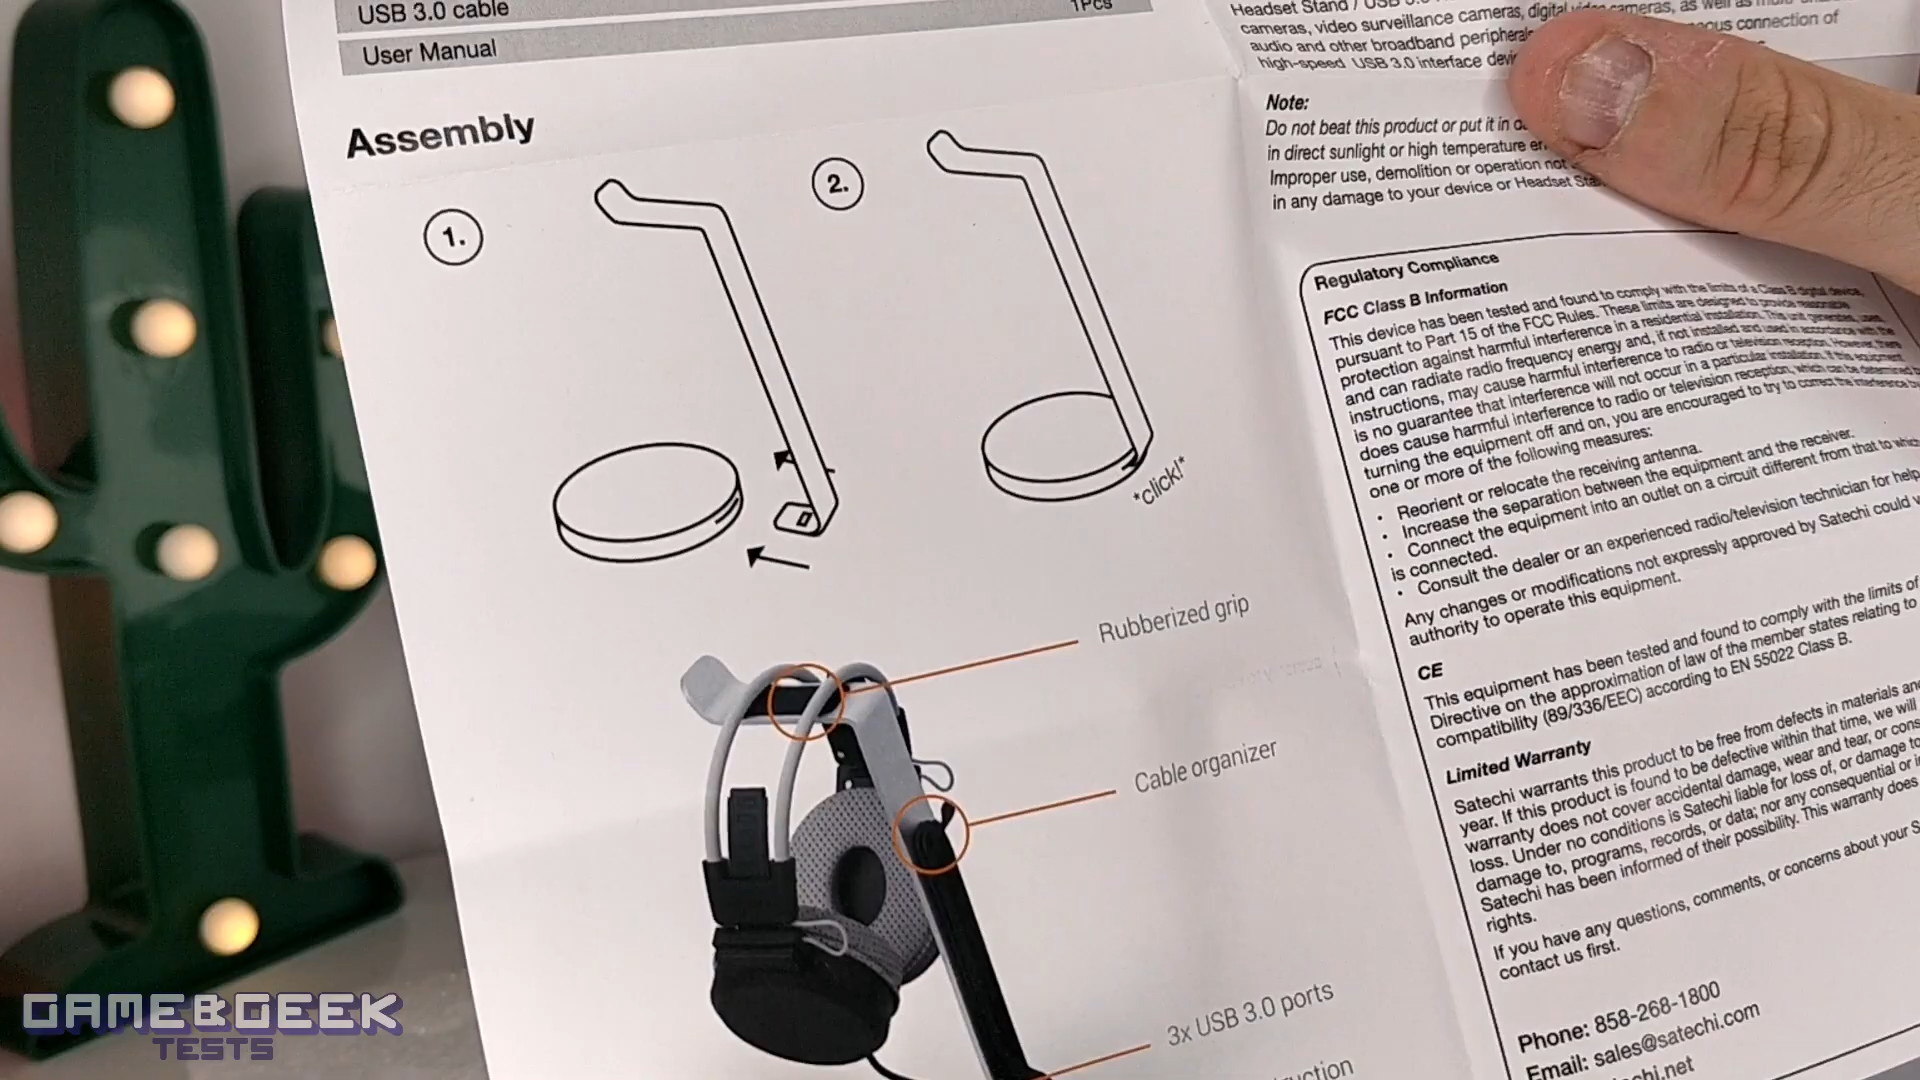 USB 3.0 cable
1Pcs
User Manual
Assembly
1.
2.
*click!*
Rubberized grip
Cable organizer
3x USB 3.0 ports
Headset Stand / USB 3.0
cameras, video surveillance cameras, digital video cameras, as well as
audio and other broadband peripherals
connection of
high-speed USB 3.0 interface
Note:
Do not beat this product or put it in
in direct sunlight or high temperature
Improper use, demolition or operation not
in any damage to your device or Headset
Regulatory Compliance
FCC Class B Information
This device has been tested and found to comply with the limits of a Class B digital device,
pursuant to Part 15 of the FCC Rules. These limits are designed to provide reasonable
protection against harmful interference in a residential installation. This unit generates, uses,
and can radiate radio frequency energy and, if not installed and used in accordance with the
instructions, may cause harmful interference to radio or television reception. However, there
is no guarantee that interference will not occur in a particular installation. If this equipment
does cause harmful interference to radio or television reception, which can be determined by
turning the equipment off and on, you are encouraged to try to correct the interference by
one or more of the following measures:
• Reorient or relocate the receiving antenna.
• Increase the separation between the equipment and the receiver.
• Connect the equipment into an outlet on a circuit different from that to which
is connected.
• Consult the dealer or an experienced radio/television technician for help
Any changes or modifications not expressly approved by Satechi could
authority to operate this equipment.
CE
This equipment has been tested and found to comply with the limits of
Directive on the approximation of law of the member states relating to
compatibility (89/336/EEC) according to EN 55022 Class B.
Limited Warranty
Satechi warrants this product to be free from defects in materials and
year. If this product is found to be defective within that time, we will
warranty does not cover accidental damage, wear and tear, or
loss. Under no conditions is Satechi liable for loss of, or damage to
damage to, programs, records, or data; nor any consequential or
Satechi has been informed of their possibility. This warranty does
rights.
If you have any questions, comments, or concerns about your
contact us first.
Phone: 858-268-1800
Email: sales@satechi.com
GAME&GEEK
TESTS